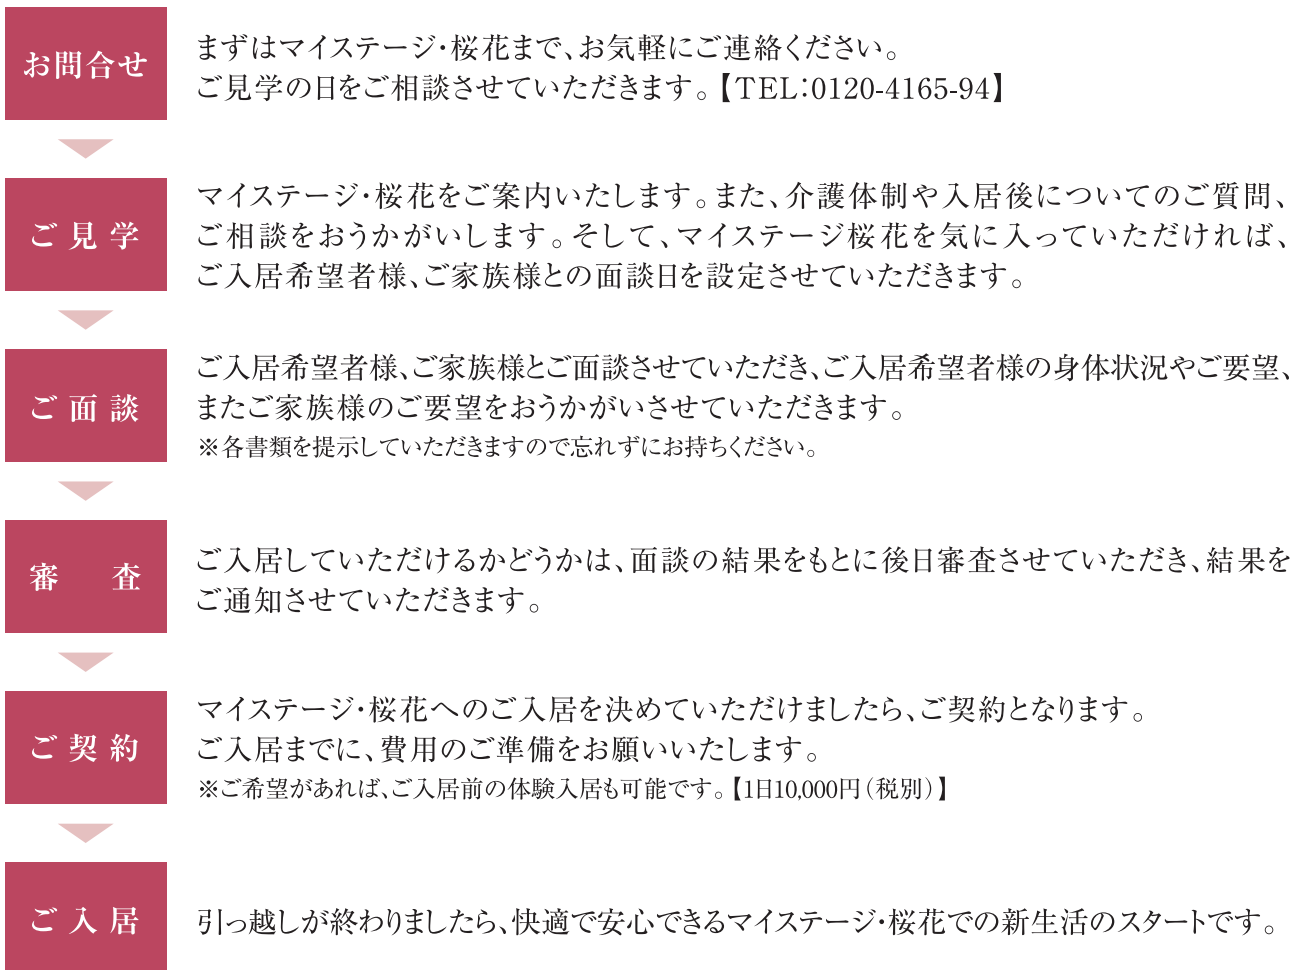 お問合せ
まずはマイステージ・桜花まで、お気軽にご連絡ください。
ご見学の日をご相談させていただきます。【TEL：0120-4165-94】
ご見学
マイステージ・桜花をご案内いたします。また、介護体制や入居後についてのご質問、
ご相談をおうかがいします。そして、マイステージ桜花を気に入っていただければ、
ご入居希望者様、ご家族様との面談日を設定させていただきます。
ご面談
ご入居希望者様、ご家族様とご面談させていただき、ご入居希望者様の身体状況やご要望、
またご家族様のご要望をおうかがいさせていただきます。
※各書類を提示していただきますので忘れずにお持ちください。
審査
ご入居していただけるかどうかは、面談の結果をもとに後日審査させていただき、結果を
ご通知させていただきます。
ご契約
マイステージ・桜花へのご入居を決めていただけましたら、ご契約となります。
ご入居までに、費用のご準備をお願いいたします。
※ご希望があれば、ご入居前の体験入居も可能です。【1日10,000円（税別）】
ご入居
引っ越しが終わりましたら、快適で安心できるマイステージ・桜花での新生活のスタートです。